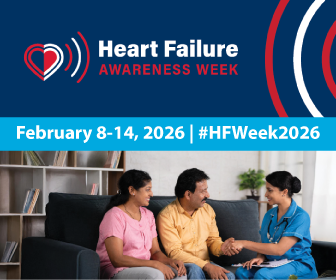 Heart Failure
AWARENESS WEEK
February 8-14, 2026 | #HFWeek2026